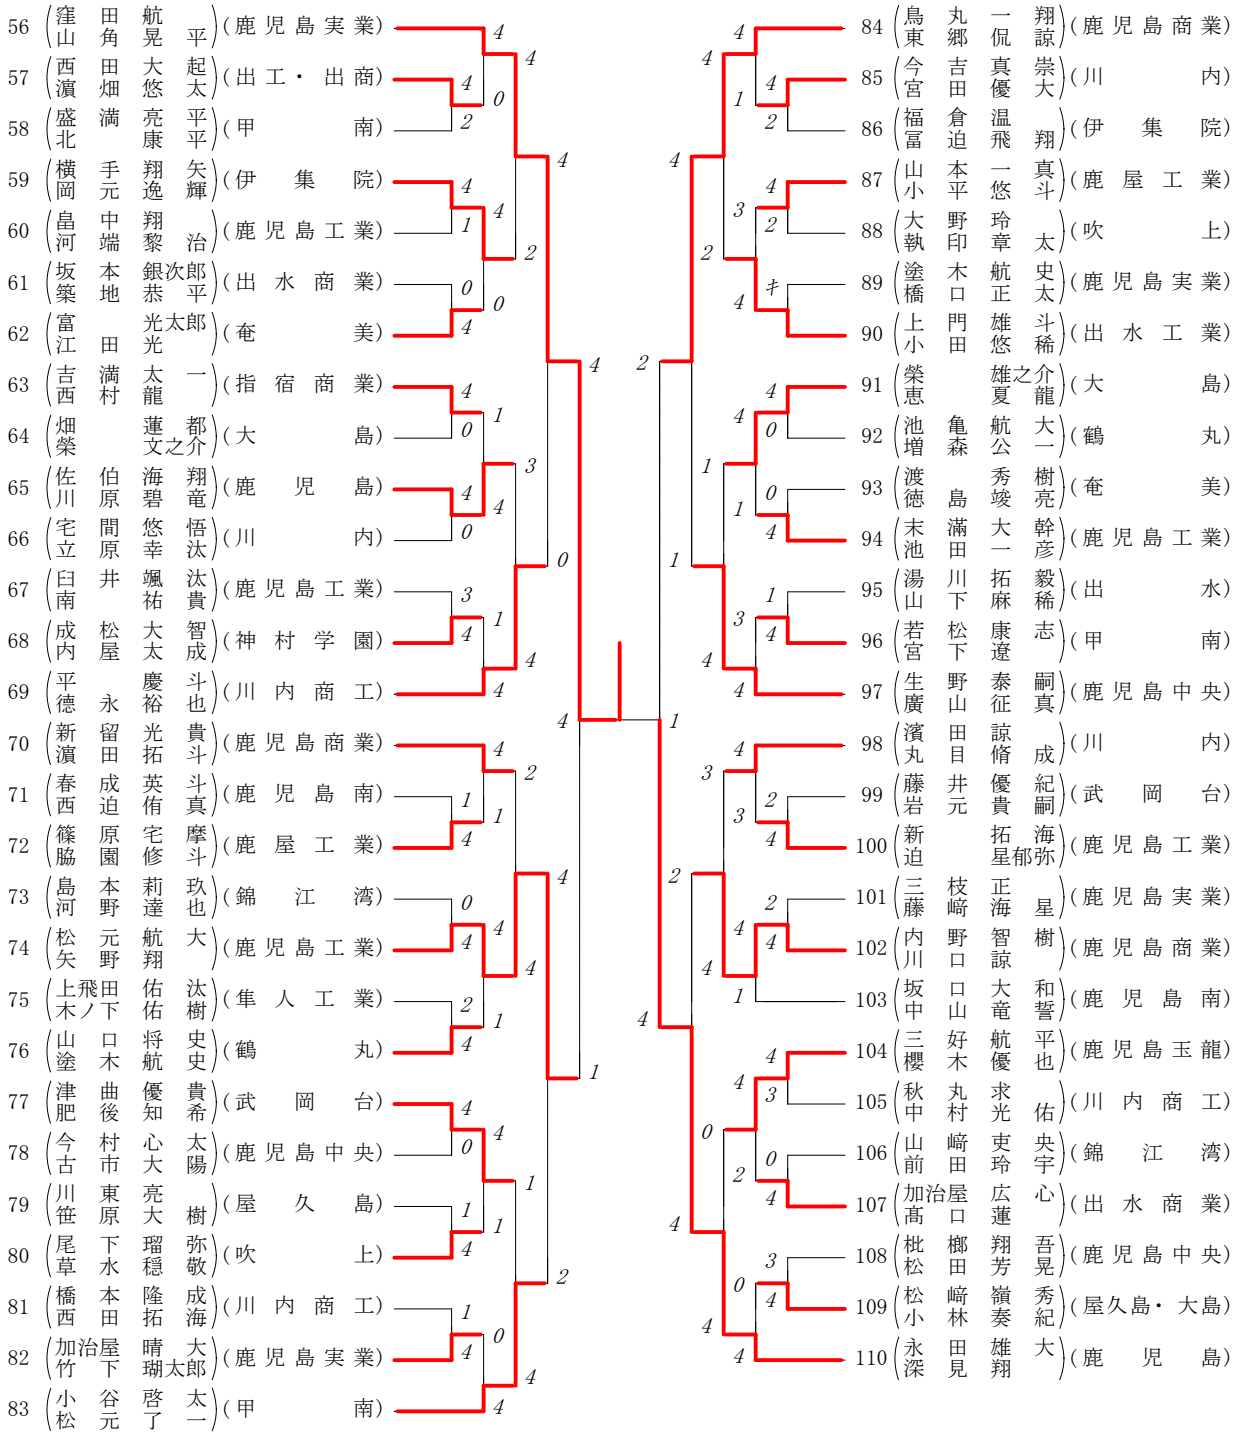 56 窪田航 山角晃平 (鹿児島実業)
57 西田大起 濵畑悠太 (出工・出商)
58 盛満亮平 北康平 (甲南)
59 横手翔矢 岡元逸輝 (伊集院)
60 畠中翔 河端黎治 (鹿児島工業)
61 坂本銀次郎 築地恭平 (出水商業)
62 富光太郎 江田光 (奄美)
63 吉満太一 西村龍 (指宿商業)
64 畑蓮都 榮文之介 (大島)
65 佐伯海翔 川原碧竜 (鹿児島)
66 宅間悠悟 立原幸汰 (川内)
67 臼井颯汰 南祐貴 (鹿児島工業)
68 成松大智 内屋太成 (神村学園)
69 平慶斗 德永裕也 (川内商工)
70 新留光貴 濵田拓斗 (鹿児島商業)
71 春成英斗 西迫侑真 (鹿児島南)
72 篠原宅摩 脇園修斗 (鹿屋工業)
73 島本莉玖 河野達也 (錦江湾)
74 松元航大 矢野翔 (鹿児島工業)
75 上飛田佑汰 木ノ下佑樹 (隼人工業)
76 山口将史 塗木航史 (鶴丸)
77 津曲優貴 肥後知希 (武岡台)
78 今村心太 古市大陽 (鹿児島中央)
79 川東亮 笹原大樹 (屋久島)
80 尾下瑠弥 草水穏敬 (吹上)
81 橋本隆成 西田拓海 (川内商工)
82 加治屋晴大 竹下瑚太郎 (鹿児島実業)
83 小谷啓太 松元了一 (甲南)
4
4
4
0
2
4
4
4
1
2
0
0
4
4
4
1
0
3
4
4
0
0
3
1
4
4
4
4
4
2
1
1
4
4
0
4
4
4
2
1
4
1
4
4
0
1
1
1
4
2
1
0
4
4
4
84 鳥丸一翔 東郷侃諒 (鹿児島商業)
85 今吉真崇 宮田優大 (川内)
86 福倉温 冨迫飛翔 (伊集院)
87 山本一真 小平悠斗 (鹿屋工業)
88 大野玲 執印章太 (吹上)
89 塗木航史 橋口正太 (鹿児島実業)
90 上門雄斗 小田悠稀 (出水工業)
91 榮雄之介 恵夏龍 (大島)
92 池亀航大 増森公一 (鶴丸)
93 渡秀樹 徳島竣亮 (奄美)
94 末満大幹 池田一彦 (鹿児島工業)
95 湯川拓毅 山下麻稀 (出水)
96 若松康志 宮下遼 (甲南)
97 生野泰嗣 廣山征真 (鹿児島中央)
98 濱田諒 丸目脩成 (川内)
99 藤井優紀 岩元貴嗣 (武岡台)
100 新拓海 迫星郁弥 (鹿児島工業)
101 三枝正 藤﨑海星 (鹿児島実業)
102 内野智樹 川口諒 (鹿児島商業)
103 坂口大和 中山竜誓 (鹿児島南)
104 三好航平 櫻木優也 (鹿児島玉龍)
105 秋丸求 中村光佑 (川内商工)
106 山﨑吏央 前田玲宇 (錦江湾)
107 加治屋広心 髙口蓮 (出水商業)
108 枇榔翔吾 松田芳晃 (鹿児島中央)
109 松﨑嶺秀 小林奏紀 (屋久島・大島)
110 永田雄大 深見翔 (鹿児島)
4
4
1
2
4
4
3
2
2
4
キ
2
4
4
0
1
0
1
4
1
1
3
4
4
4
1
3
3
2
4
2
2
4
4
4
1
4
4
4
3
0
0
2
4
4
3
0
4
4
4